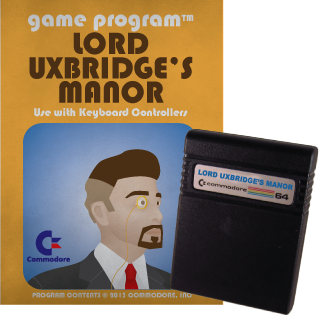 game program™
LORD
UXBRIDGE'S
MANOR
Use with Keyboard Controllers
Commodore
PROGRAM CONTENTS © 2013 COMMODORE, INC
LORD UXBRIDGE'S MANOR
commodore
64